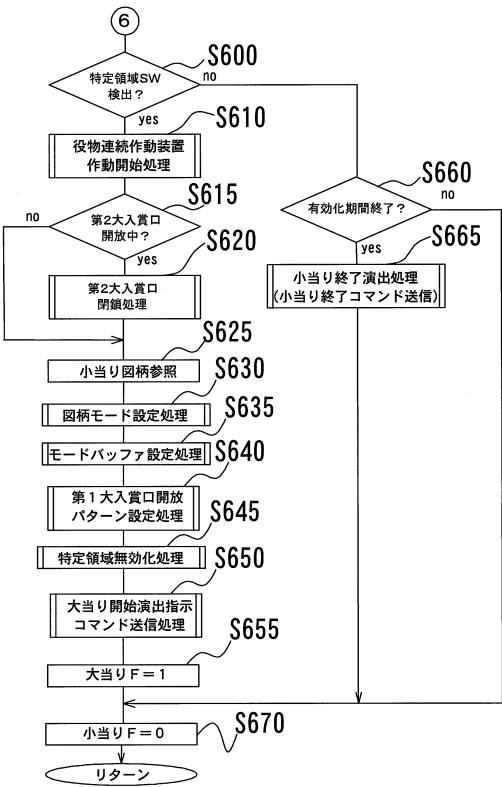 6
S600
特定領域SW
検出？
no
yes
S610
役物連続作動装置
作動開始処理
S615
第2大入賞口
開放中？
no
yes
S620
第2大入賞口
閉鎖処理
S660
有効化期間終了？
no
yes
S665
小当り終了演出処理
(小当り終了コマンド送信)
S625
小当り図柄参照
S630
図柄モード設定処理
S635
モードバッファ設定処理
S640
第1大入賞口開放
パターン設定処理
S645
特定領域無効化処理
S650
大当り開始演出指示
コマンド送信処理
S655
大当りF＝1
S670
小当りF＝0
リターン